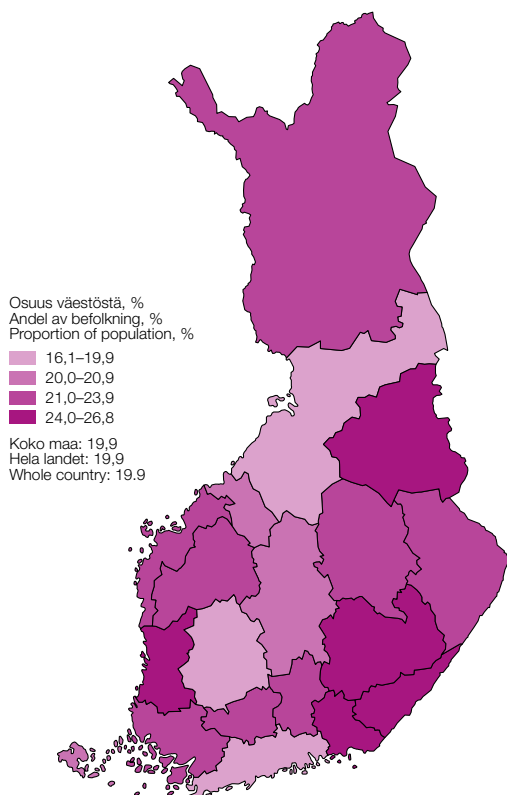 Osuus väestöstä, %
Andel av befolkning, %
Proportion of population, %
16,1–19,9
20,0–20,9
21,0–23,9
24,0–26,8
Koko maa: 19,9
Hela landet: 19,9
Whole country: 19.9